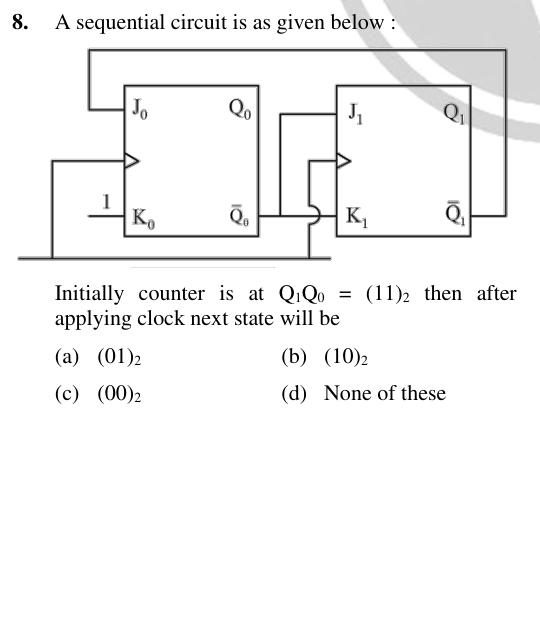 8. A sequential circuit is as given below :
J₀ Q₀ J₁ Q₁
1
K₀ Q̅₀ K₁ Q̅₁
Initially counter is at Q₁Q₀ = (11)₂ then after
applying clock next state will be
(a) (01)₂ (b) (10)₂
(c) (00)₂ (d) None of these